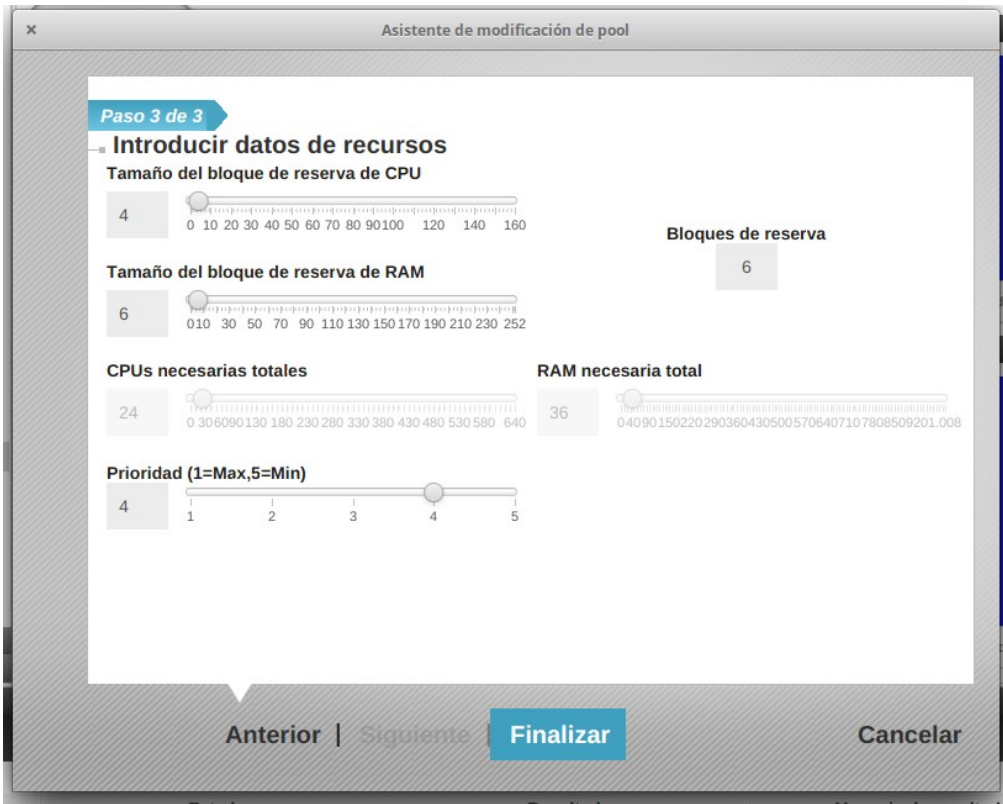 Asistente de modificación de pool
Paso 3 de 3
Introducir datos de recursos
Tamaño del bloque de reserva de CPU
4
0 10 20 30 40 50 60 70 80 90100 120 140 160
Bloques de reserva
6
Tamaño del bloque de reserva de RAM
6
010 30 50 70 90 110 130 150 170 190 210 230 252
CPUs necesarias totales
24
0 306090130 180 230 280 330 380 430 480 530 580 640
RAM necesaria total
36
040901502202903604305005706407107808509201.008
Prioridad (1=Max,5=Min)
4
1 2 3 4 5
Anterior | Siguiente | Finalizar
Cancelar